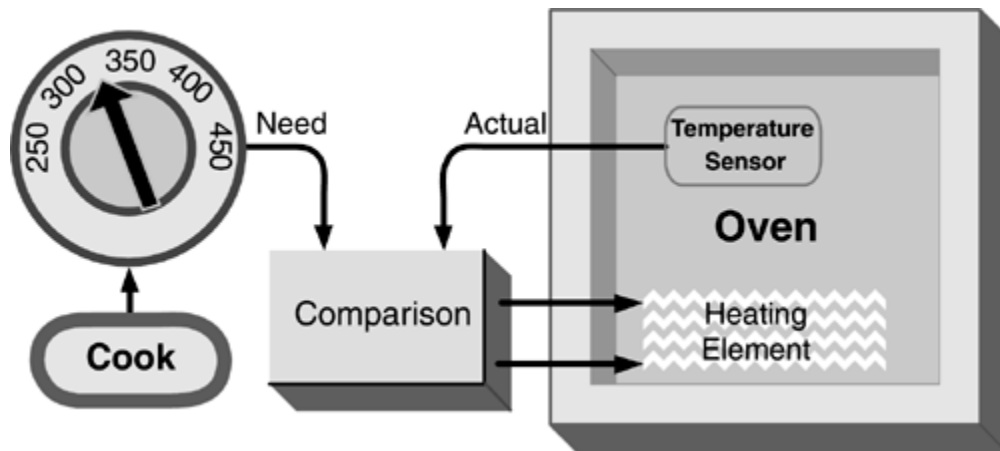 250
300
350
400
450
Need
Actual
Temperature
Sensor
Oven
Comparison
Heating
Element
Cook